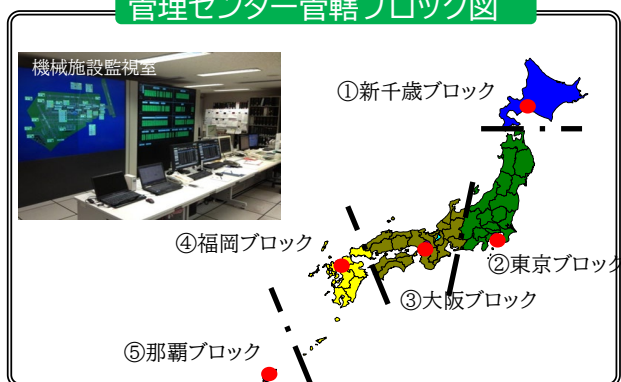 管理センター管轄ブロック図
機械施設監視室
①新千歳ブロック
④福岡ブロック
②東京ブロック
③大阪ブロック
⑤那覇ブロック